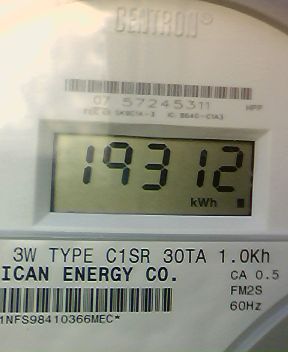 CENTRON®
07 57245311
HPP
19312
kWh
3W TYPE C1SR 30TA 1.0Kh
ICAN ENERGY CO.
CA 0.5
FM2S
60Hz
1NFS98410366MEC*